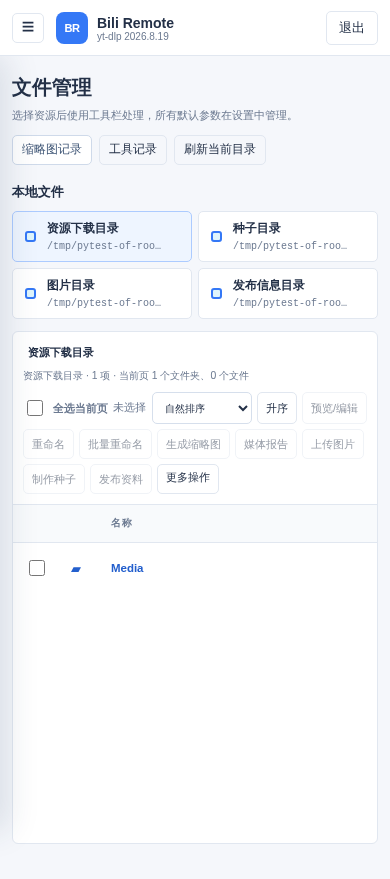 ☰ BR Bili Remote 退出
yt-dlp 2026.8.19
文件管理
选择资源后使用工具栏处理，所有默认参数在设置中管理。
缩略图记录 工具记录 刷新当前目录
本地文件
资源下载目录 种子目录
/tmp/pytest-of-roo… /tmp/pytest-of-roo…
图片目录 发布信息目录
/tmp/pytest-of-roo… /tmp/pytest-of-roo…
资源下载目录
资源下载目录 · 1 项 · 当前页 1 个文件夹、0 个文件
全选当前页 未选择 自然排序 升序 预览/编辑
重命名 批量重命名 生成缩略图 媒体报告 上传图片
制作种子 发布资料 更多操作
名称
Media